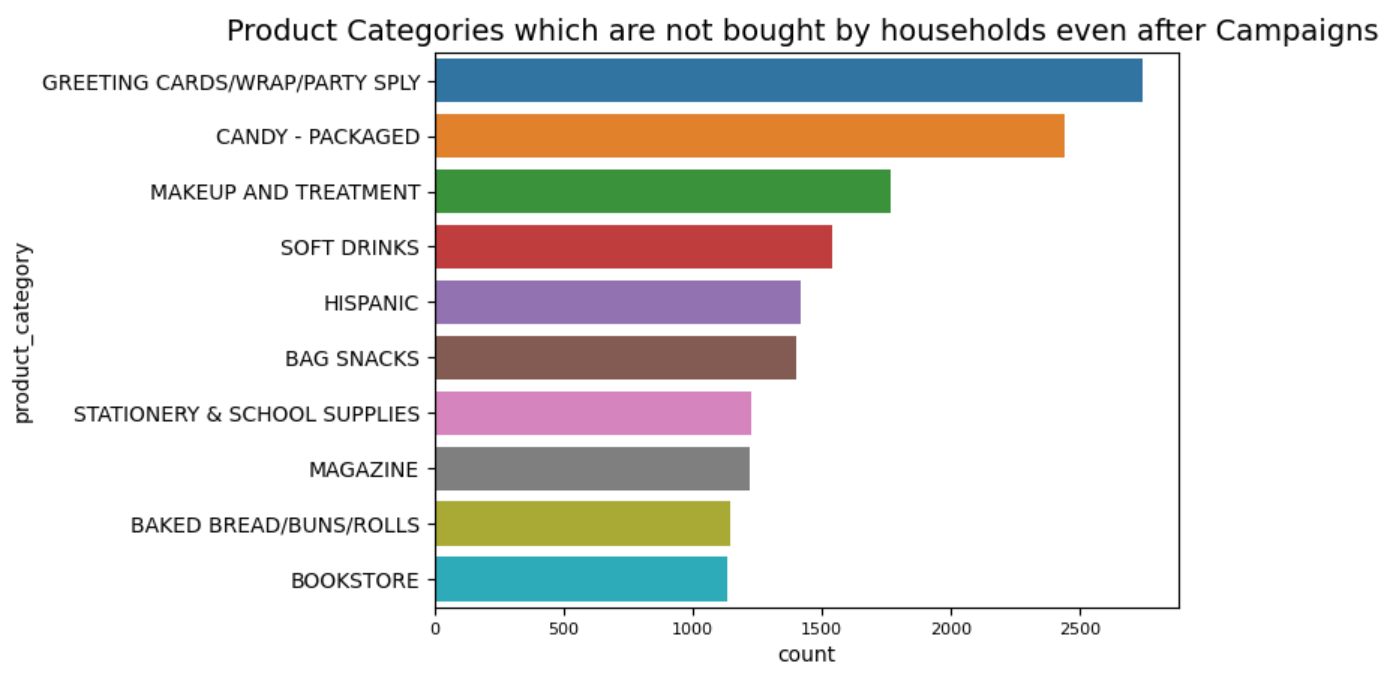 Product Categories which are not bought by households even after Campaigns
product_category
GREETING CARDS/WRAP/PARTY SPLY
CANDY - PACKAGED
MAKEUP AND TREATMENT
SOFT DRINKS
HISPANIC
BAG SNACKS
STATIONERY & SCHOOL SUPPLIES
MAGAZINE
BAKED BREAD/BUNS/ROLLS
BOOKSTORE
0 500 1000 1500 2000 2500
count